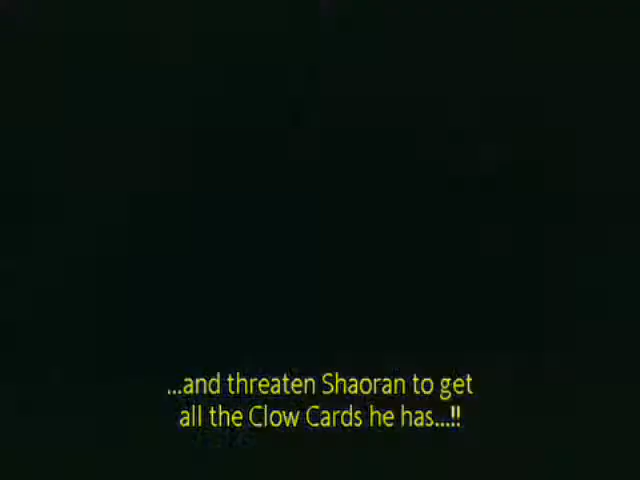 ...and threaten Shaoran to get
all the Clow Cards he has...!!